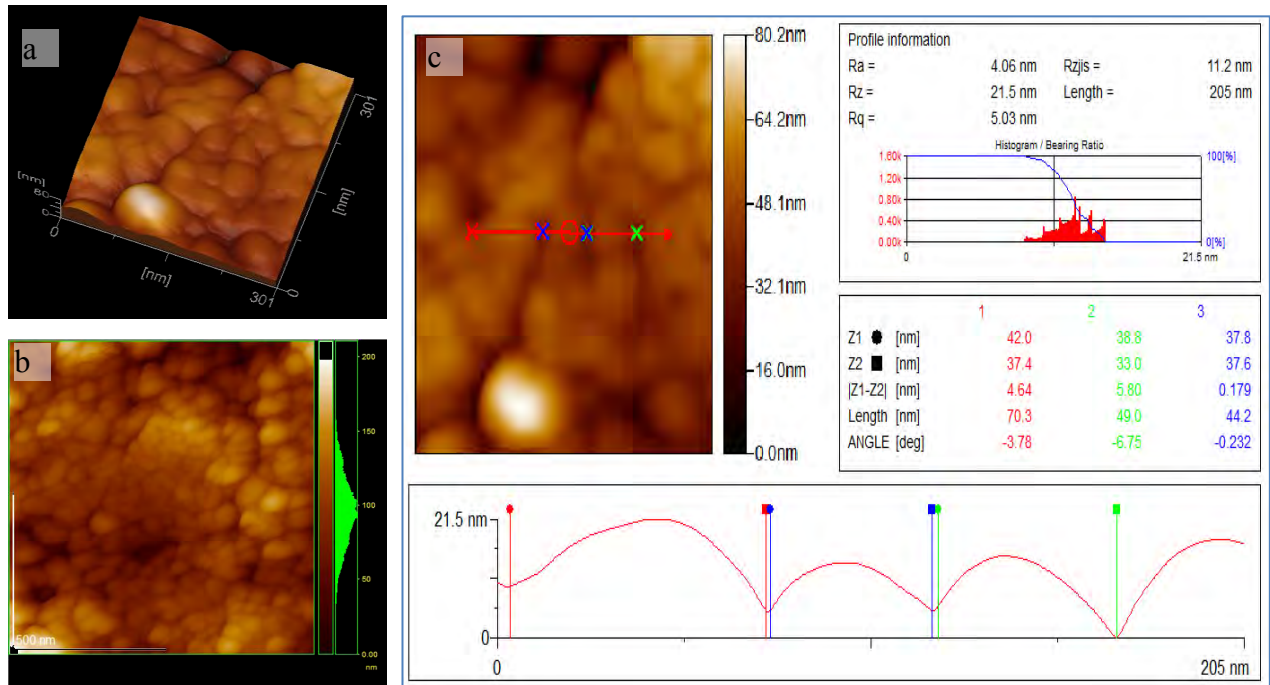 a
301
[nm]
80
0
0
[nm]
301
0
b
200
150
100
50
0.00
nm
500 nm
c
80.2nm
64.2nm
48.1nm
32.1nm
16.0nm
0.0nm
Profile information
Ra = 4.06 nm Rzjis = 11.2 nm
Rz = 21.5 nm Length = 205 nm
Rq = 5.03 nm
Histogram / Bearing Ratio
1.60k 100[%]
1.20k
0.80k
0.40k
0.00k 0[%]
0 21.5 nm
1 2 3
Z1 [nm] 42.0 38.8 37.8
Z2 [nm] 37.4 33.0 37.6
|Z1-Z2| [nm] 4.64 5.80 0.179
Length [nm] 70.3 49.0 44.2
ANGLE [deg] -3.78 -6.75 -0.232
21.5 nm
0
0 205 nm